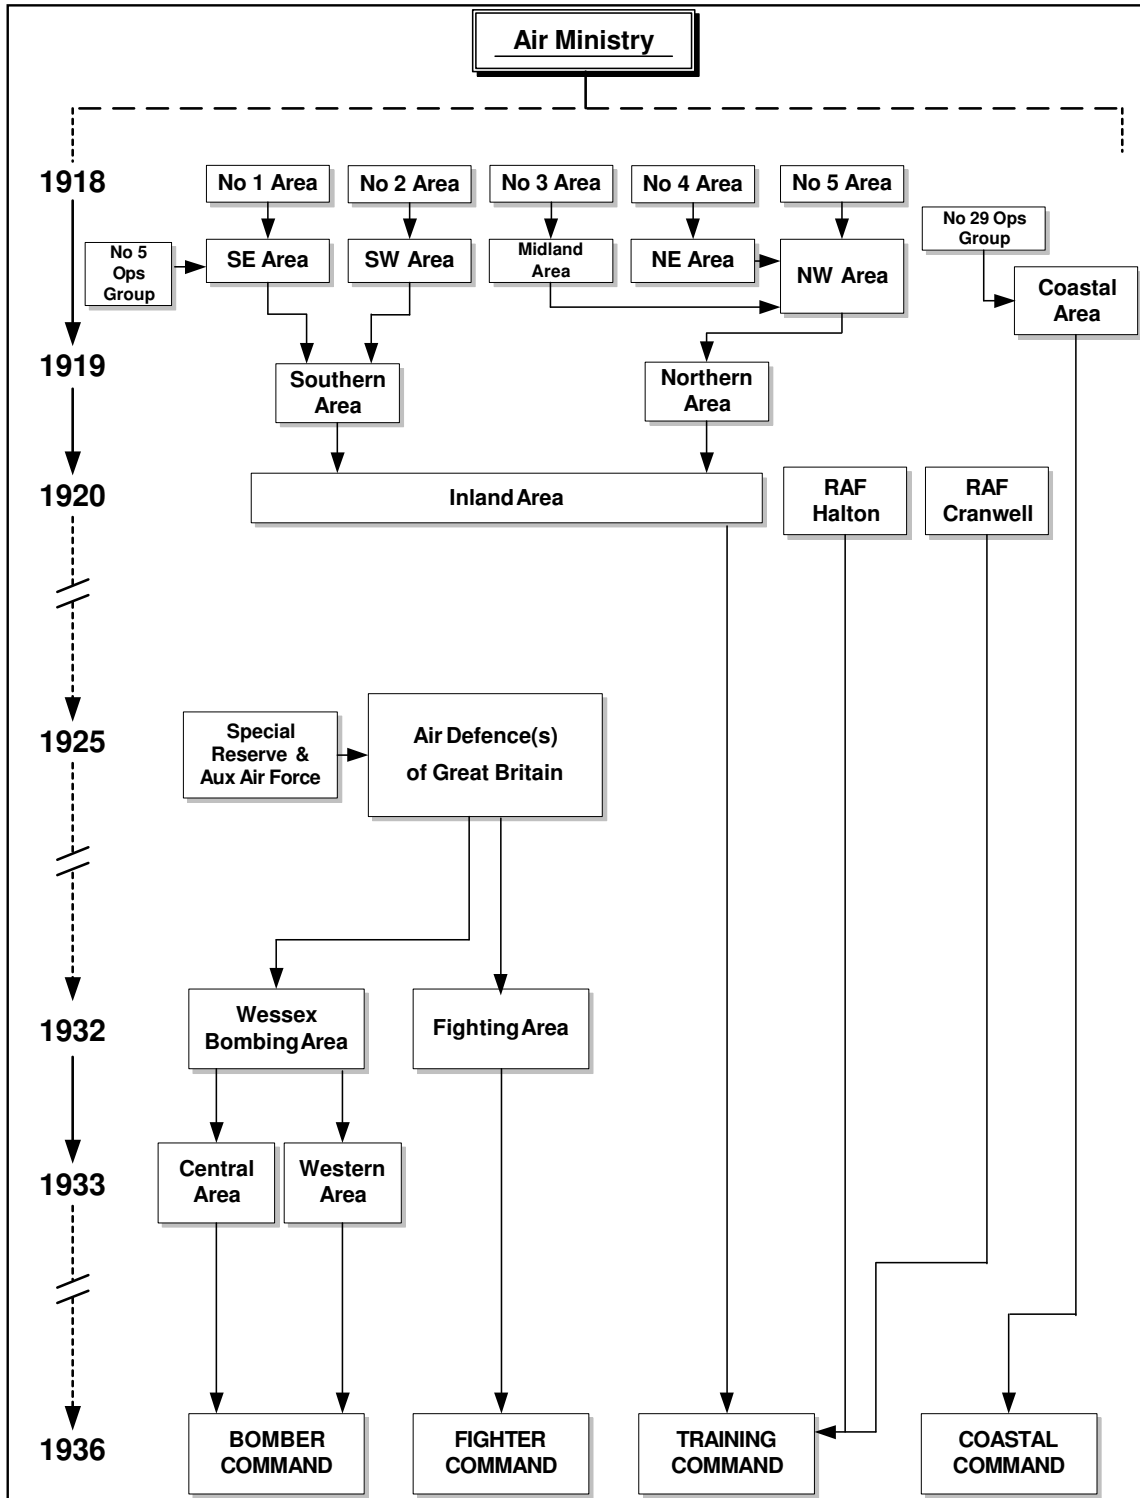 Air Ministry
1918
No 1 Area
No 2 Area
No 3 Area
No 4 Area
No 5 Area
No 29 Ops
Group
No 5
Ops
Group
SE Area
SW Area
Midland
Area
NE Area
NW Area
Coastal
Area
1919
Southern
Area
Northern
Area
1920
Inland Area
RAF
Halton
RAF
Cranwell
1925
Special
Reserve &
Aux Air Force
Air Defence(s)
of Great Britain
1932
Wessex
Bombing Area
Fighting Area
1933
Central
Area
Western
Area
1936
BOMBER
COMMAND
FIGHTER
COMMAND
TRAINING
COMMAND
COASTAL
COMMAND